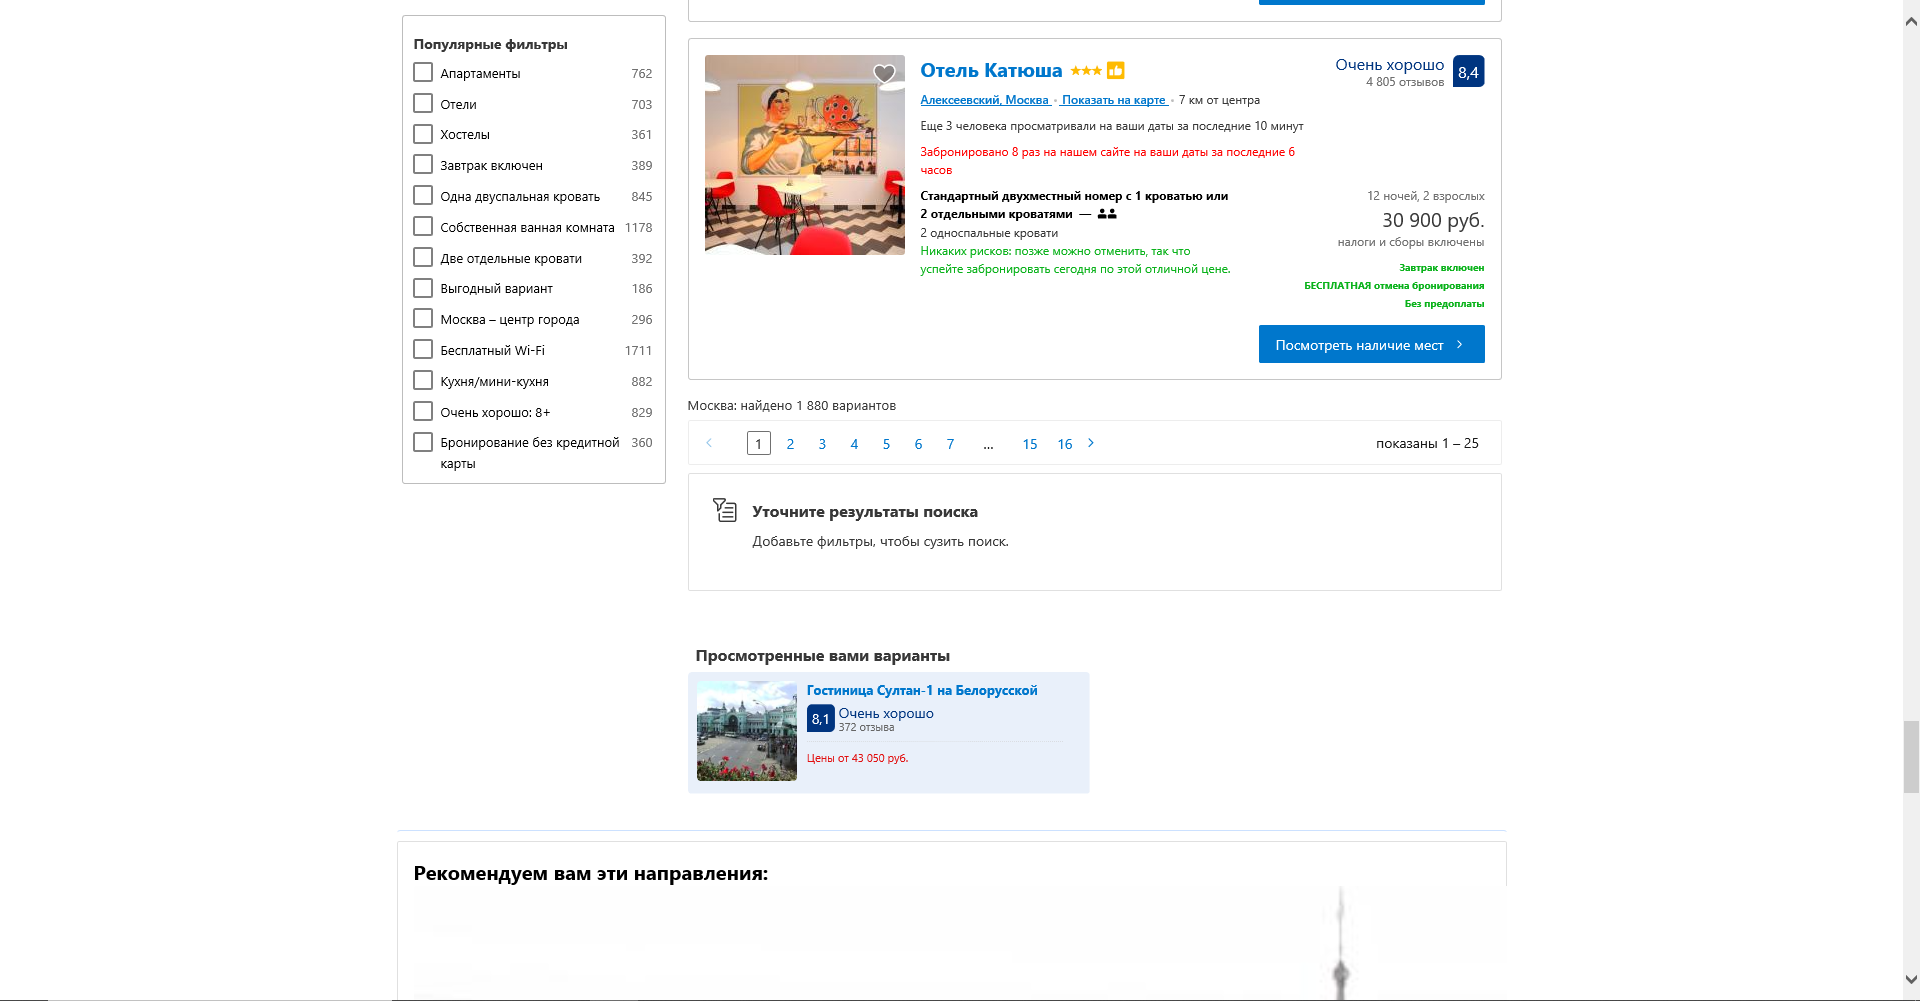 Популярные фильтры
Апартаменты 762
Отели 703
Хостелы 361
Завтрак включен 389
Одна двуспальная кровать 845
Собственная ванная комната 1178
Две отдельные кровати 392
Выгодный вариант 186
Москва – центр города 296
Бесплатный Wi-Fi 1711
Кухня/мини-кухня 882
Очень хорошо: 8+ 829
Бронирование без кредитной 360
карты
Отель Катюша
Очень хорошо 8,4
4 805 отзывов
Алексеевский, Москва • Показать на карте • 7 км от центра
Еще 3 человека просматривали на ваши даты за последние 10 минут
Забронировано 8 раз на нашем сайте на ваши даты за последние 6
часов
Стандартный двухместный номер с 1 кроватью или
2 отдельными кроватями —
2 односпальные кровати
Никаких рисков: позже можно отменить, так что
успейте забронировать сегодня по этой отличной цене.
12 ночей, 2 взрослых
30 900 руб.
налоги и сборы включены
Завтрак включен
БЕСПЛАТНАЯ отмена бронирования
Без предоплаты
Посмотреть наличие мест
Москва: найдено 1 880 вариантов
1 2 3 4 5 6 7 ... 15 16 показаны 1 – 25
Уточните результаты поиска
Добавьте фильтры, чтобы сузить поиск.
Просмотренные вами варианты
Гостиница Султан-1 на Белорусской
8,1 Очень хорошо
372 отзыва
Цены от 43 050 руб.
Рекомендуем вам эти направления: